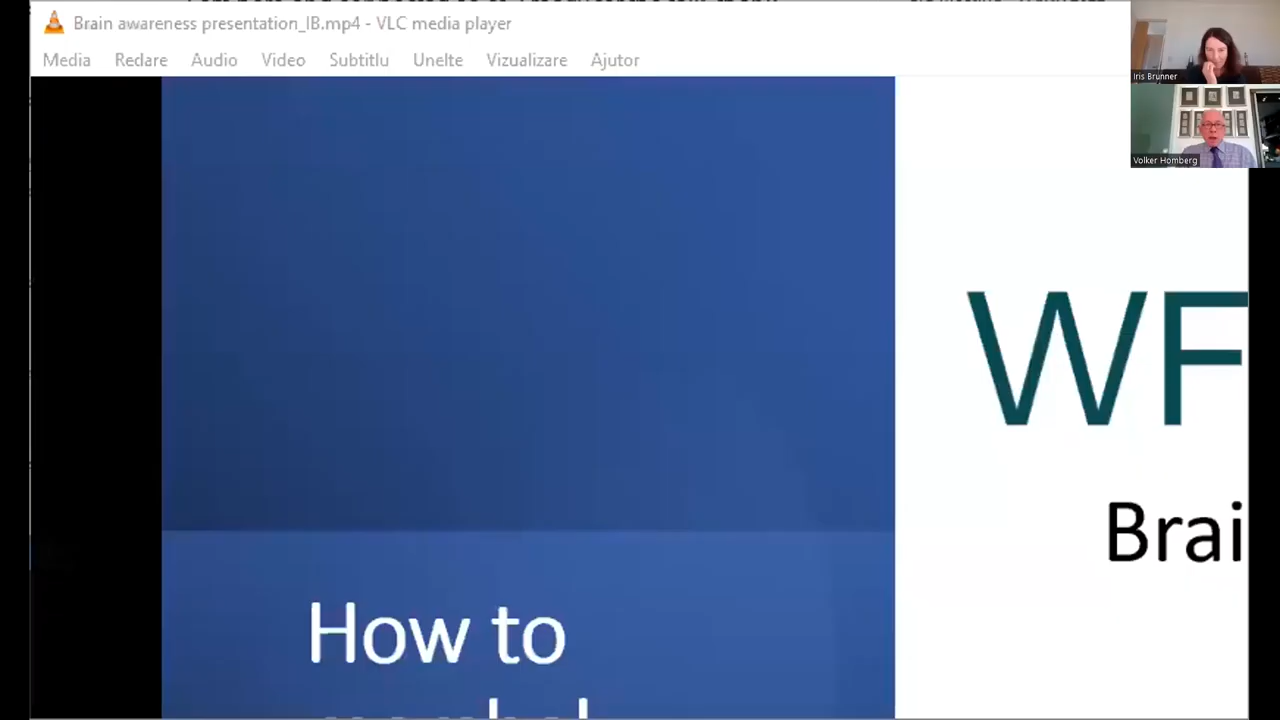 Brain awareness presentation_IB.mp4 - VLC media player
Media Redare Audio Video Subtitlu Unelte Vizualizare Ajutor
Iris Brunner
Volker Homberg
WF
Brai
How to